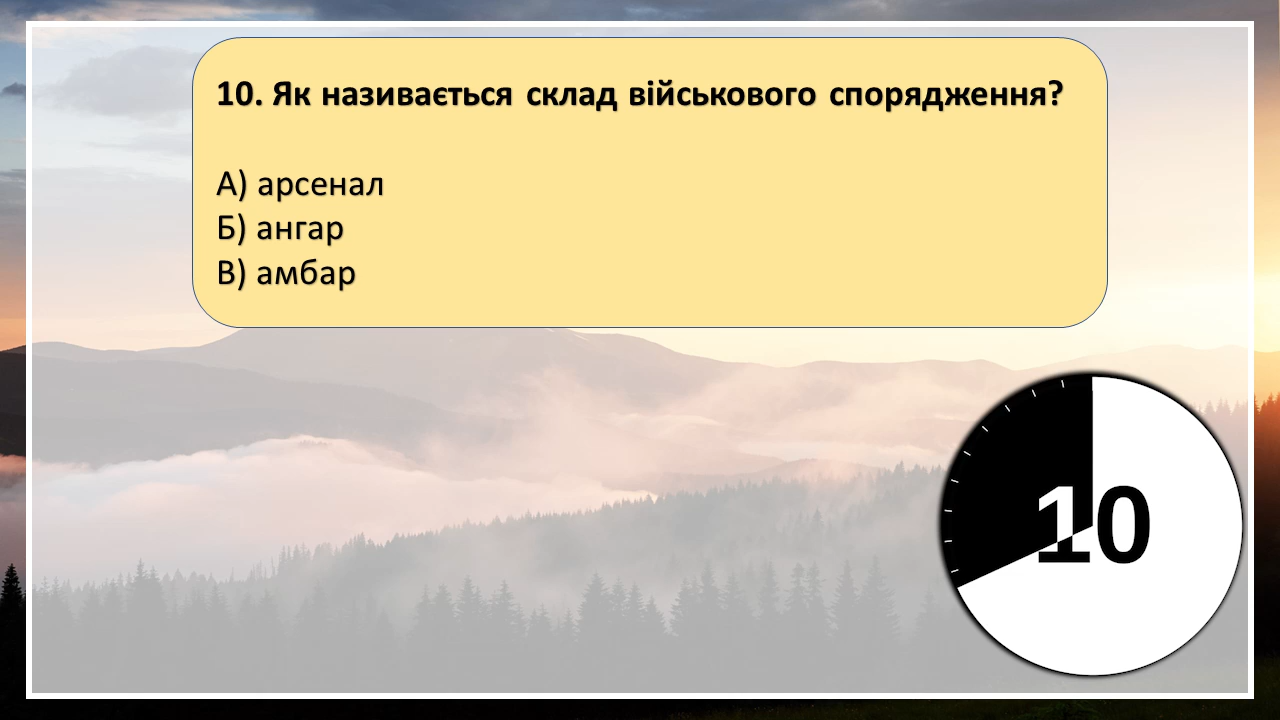 10. Як називається склад військового спорядження?
А) арсенал
Б) ангар
В) амбар
10